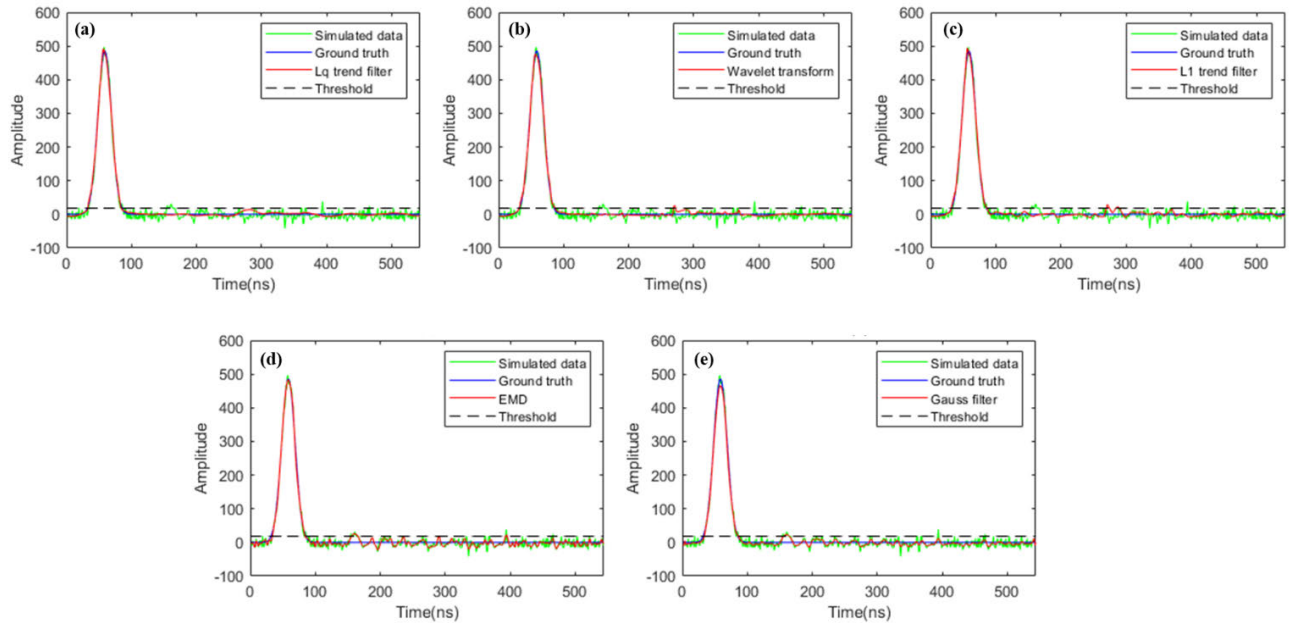 (a)
600
500
400
300
200
100
0
-100
Amplitude
Simulated data
Ground truth
Lq trend filter
Threshold
0 100 200 300 400 500
Time(ns)
(b)
600
500
400
300
200
100
0
-100
Amplitude
Simulated data
Ground truth
Wavelet transform
Threshold
0 100 200 300 400 500
Time(ns)
(c)
600
500
400
300
200
100
0
-100
Amplitude
Simulated data
Ground truth
L1 trend filter
Threshold
0 100 200 300 400 500
Time(ns)
(d)
600
500
400
300
200
100
0
-100
Amplitude
Simulated data
Ground truth
EMD
Threshold
0 100 200 300 400 500
Time(ns)
(e)
600
500
400
300
200
100
0
-100
Amplitude
Simulated data
Ground truth
Gauss filter
Threshold
0 100 200 300 400 500
Time(ns)